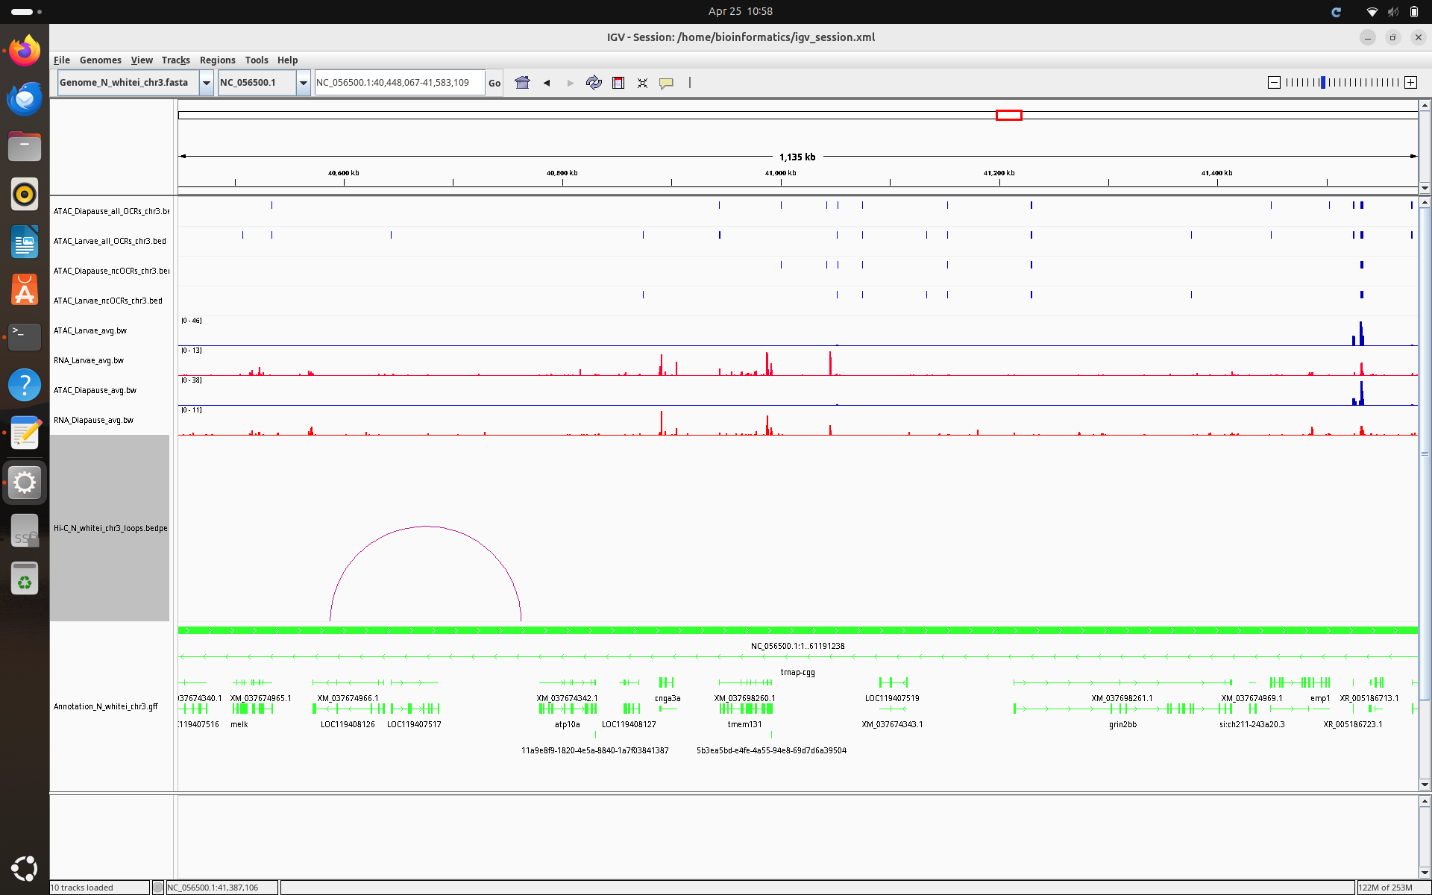 Apr 25 10:58
IGV - Session: /home/bioinformatics/igv_session.xml
File Genomes View Tracks Regions Tools Help
Genome_N_whitei_chr3.fasta NC_056500.1 NC_056500.1:40,448,067-41,583,109 Go
1,135 kb
40,600 kb 40,800 kb 41,000 kb 41,200 kb 41,400 kb
ATAC_Diapause_all_OCRs_chr3.be
ATAC_Larvae_all_OCRs_chr3.bed
ATAC_Diapause_ncOCRs_chr3.bed
ATAC_Larvae_ncOCRs_chr3.bed
[0 - 46]
ATAC_Larvae_avg.bw
[0 - 13]
RNA_Larvae_avg.bw
[0 - 38]
ATAC_Diapause_avg.bw
[0 - 11]
RNA_Diapause_avg.bw
Hi-C_N_whitei_chr3_loops.bedpe
NC_056500.1:1..61191238
trnap-cgg
037674340.1 XM_037674965.1 XM_037674966.1 XM_037674342.1 cnga3a XM_037698260.1 LOC119407519 XM_037698261.1 XM_037674969.1 emp1 XR_005186713.1
Annotation_N_whitei_chr3.gff
C119407516 melk LOC119408126 LOC119407517 atp10a LOC119408127 tmem131 XM_037674343.1 grin2bb si:ch211-243a20.3 XR_005186723.1
11a9e8f9-1820-4e5a-8840-1a7f03841387 5b3ea5bd-e4fe-4a55-94e8-69d7d6a39504
10 tracks loaded NC_056500.1:41,387,106 122M of 253M